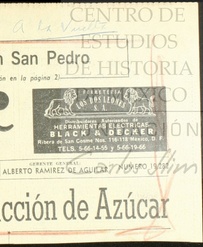 CENTRO DE
A La Vuelta
ESTUDIOS
n San Pedro
DE HISTORIA
ón en la página 2)
FERRETERIA
LOS DOS LEONES
S. A.
Distribuidores Autorizados de
HERRAMIENTAS ELECTRICAS
BLACK & DECKER
Ribera de San Cosme Nos. 116-118 México, D. F.
TELS. 5-66-14-55 y 5-66-19-66
GERENTE GENERAL:
ALBERTO RAMIREZ DE AGUILAR
NUMERO
acción de Azúcar